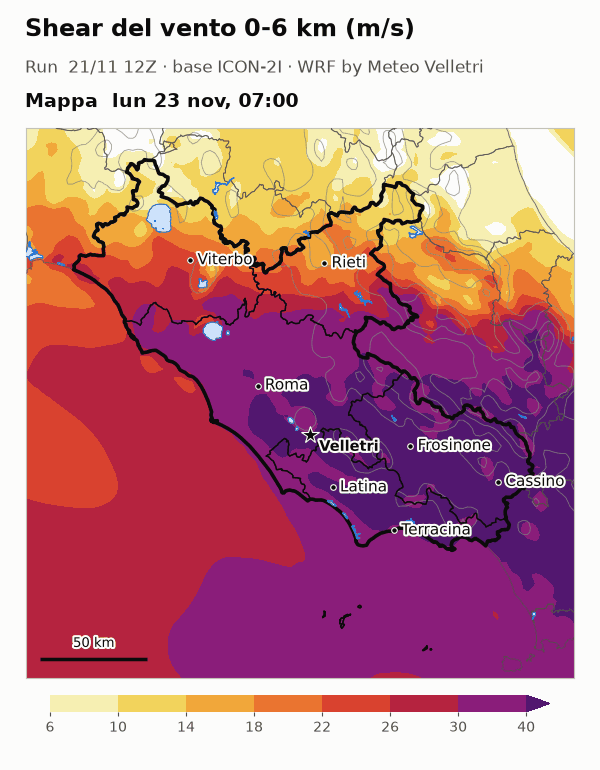 Shear del vento 0-6 km (m/s)
Run  21/11 12Z · base ICON-2I · WRF by Meteo Velletri
Mappa  lun 23 nov, 07:00
Viterbo
Rieti
Roma
Velletri
Frosinone
Latina
Cassino
Terracina
50 km
6 10 14 18 22 26 30 40